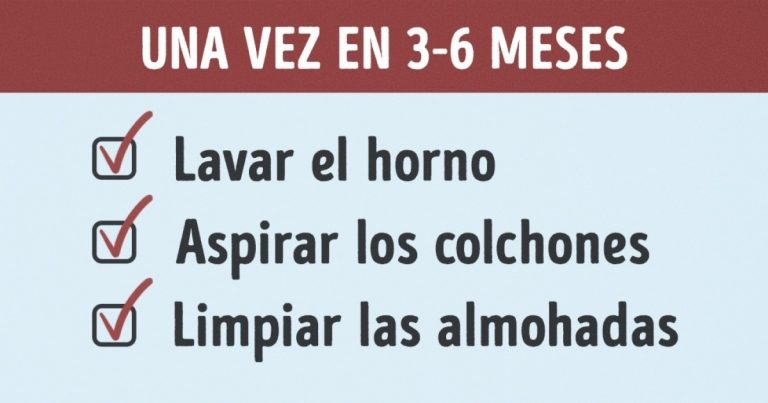 UNA VEZ EN 3-6 MESES
Lavar el horno
Aspirar los colchones
Limpiar las almohadas